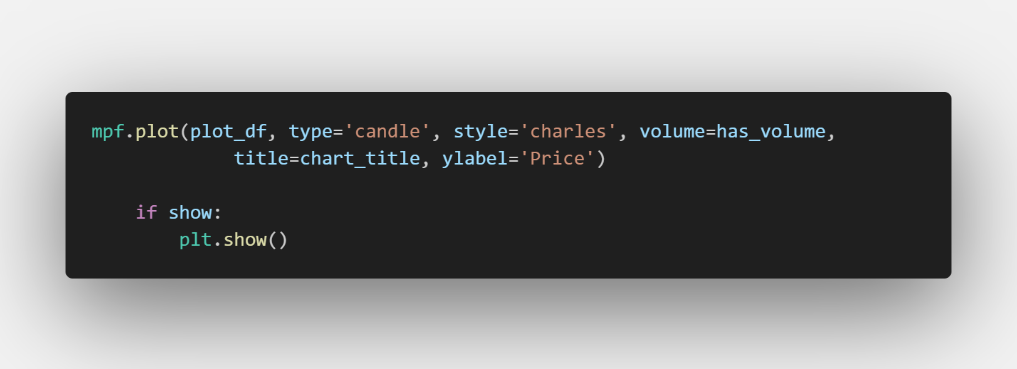 mpf.plot(plot_df, type='candle', style='charles', volume=has_volume,
             title=chart_title, ylabel='Price')
    if show:
        plt.show()